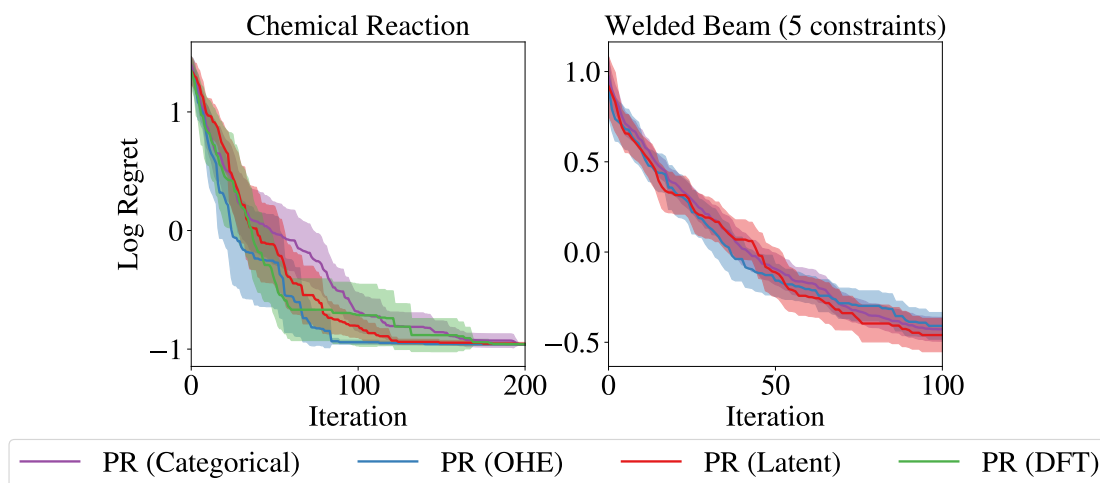 Chemical Reaction
Welded Beam (5 constraints)
Log Regret
1
0
−1
0
100
200
Iteration
1.0
0.5
0.0
−0.5
0
50
100
Iteration
PR (Categorical)
PR (OHE)
PR (Latent)
PR (DFT)